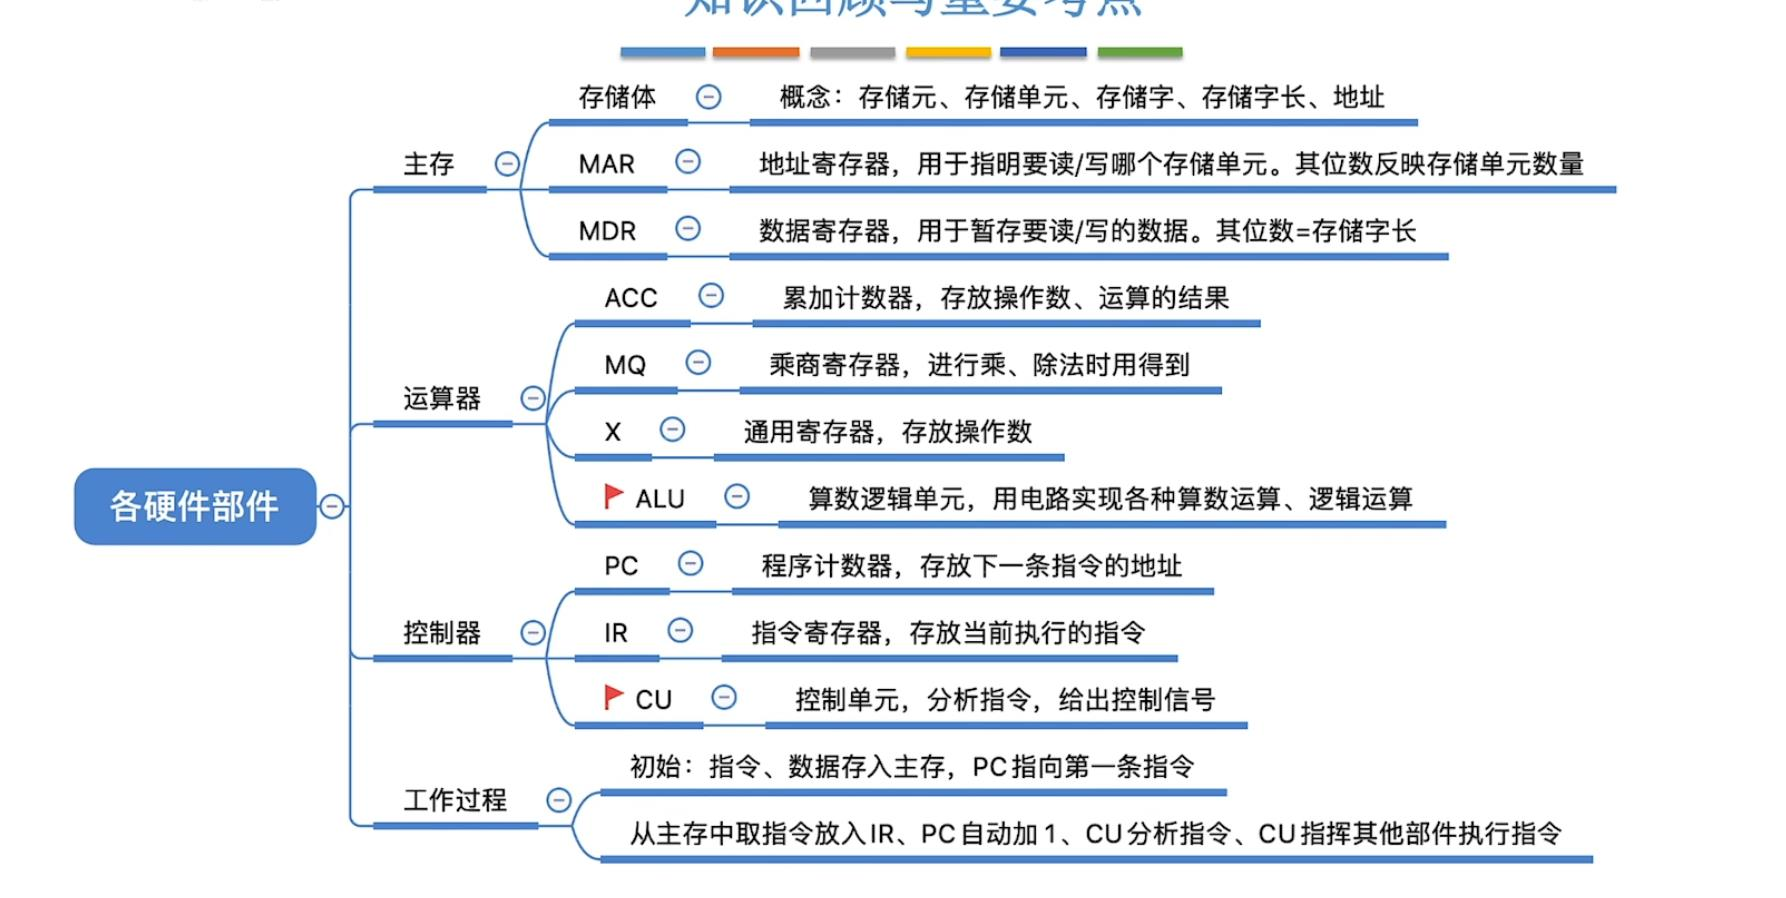 知识回顾与重要考点
存储体 概念：存储元、存储单元、存储字、存储字长、地址
主存
MAR 地址寄存器，用于指明要读/写哪个存储单元。其位数反映存储单元数量
MDR 数据寄存器，用于暂存要读/写的数据。其位数=存储字长
ACC 累加计数器，存放操作数、运算的结果
MQ 乘商寄存器，进行乘、除法时用得到
运算器
X 通用寄存器，存放操作数
ALU 算数逻辑单元，用电路实现各种算数运算、逻辑运算
各硬件部件
PC 程序计数器，存放下一条指令的地址
控制器
IR 指令寄存器，存放当前执行的指令
CU 控制单元，分析指令，给出控制信号
初始：指令、数据存入主存，PC指向第一条指令
工作过程
从主存中取指令放入IR、PC自动加1、CU分析指令、CU指挥其他部件执行指令